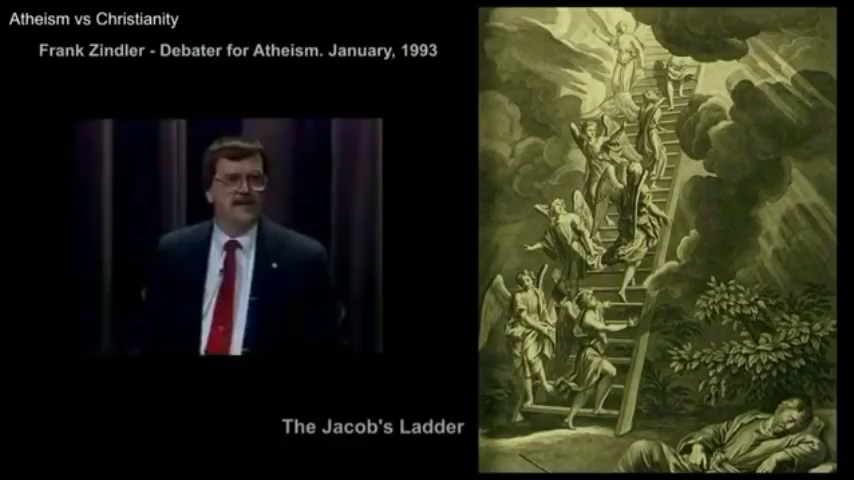 Atheism vs Christianity
Frank Zindler - Debater for Atheism. January, 1993
The Jacob's Ladder